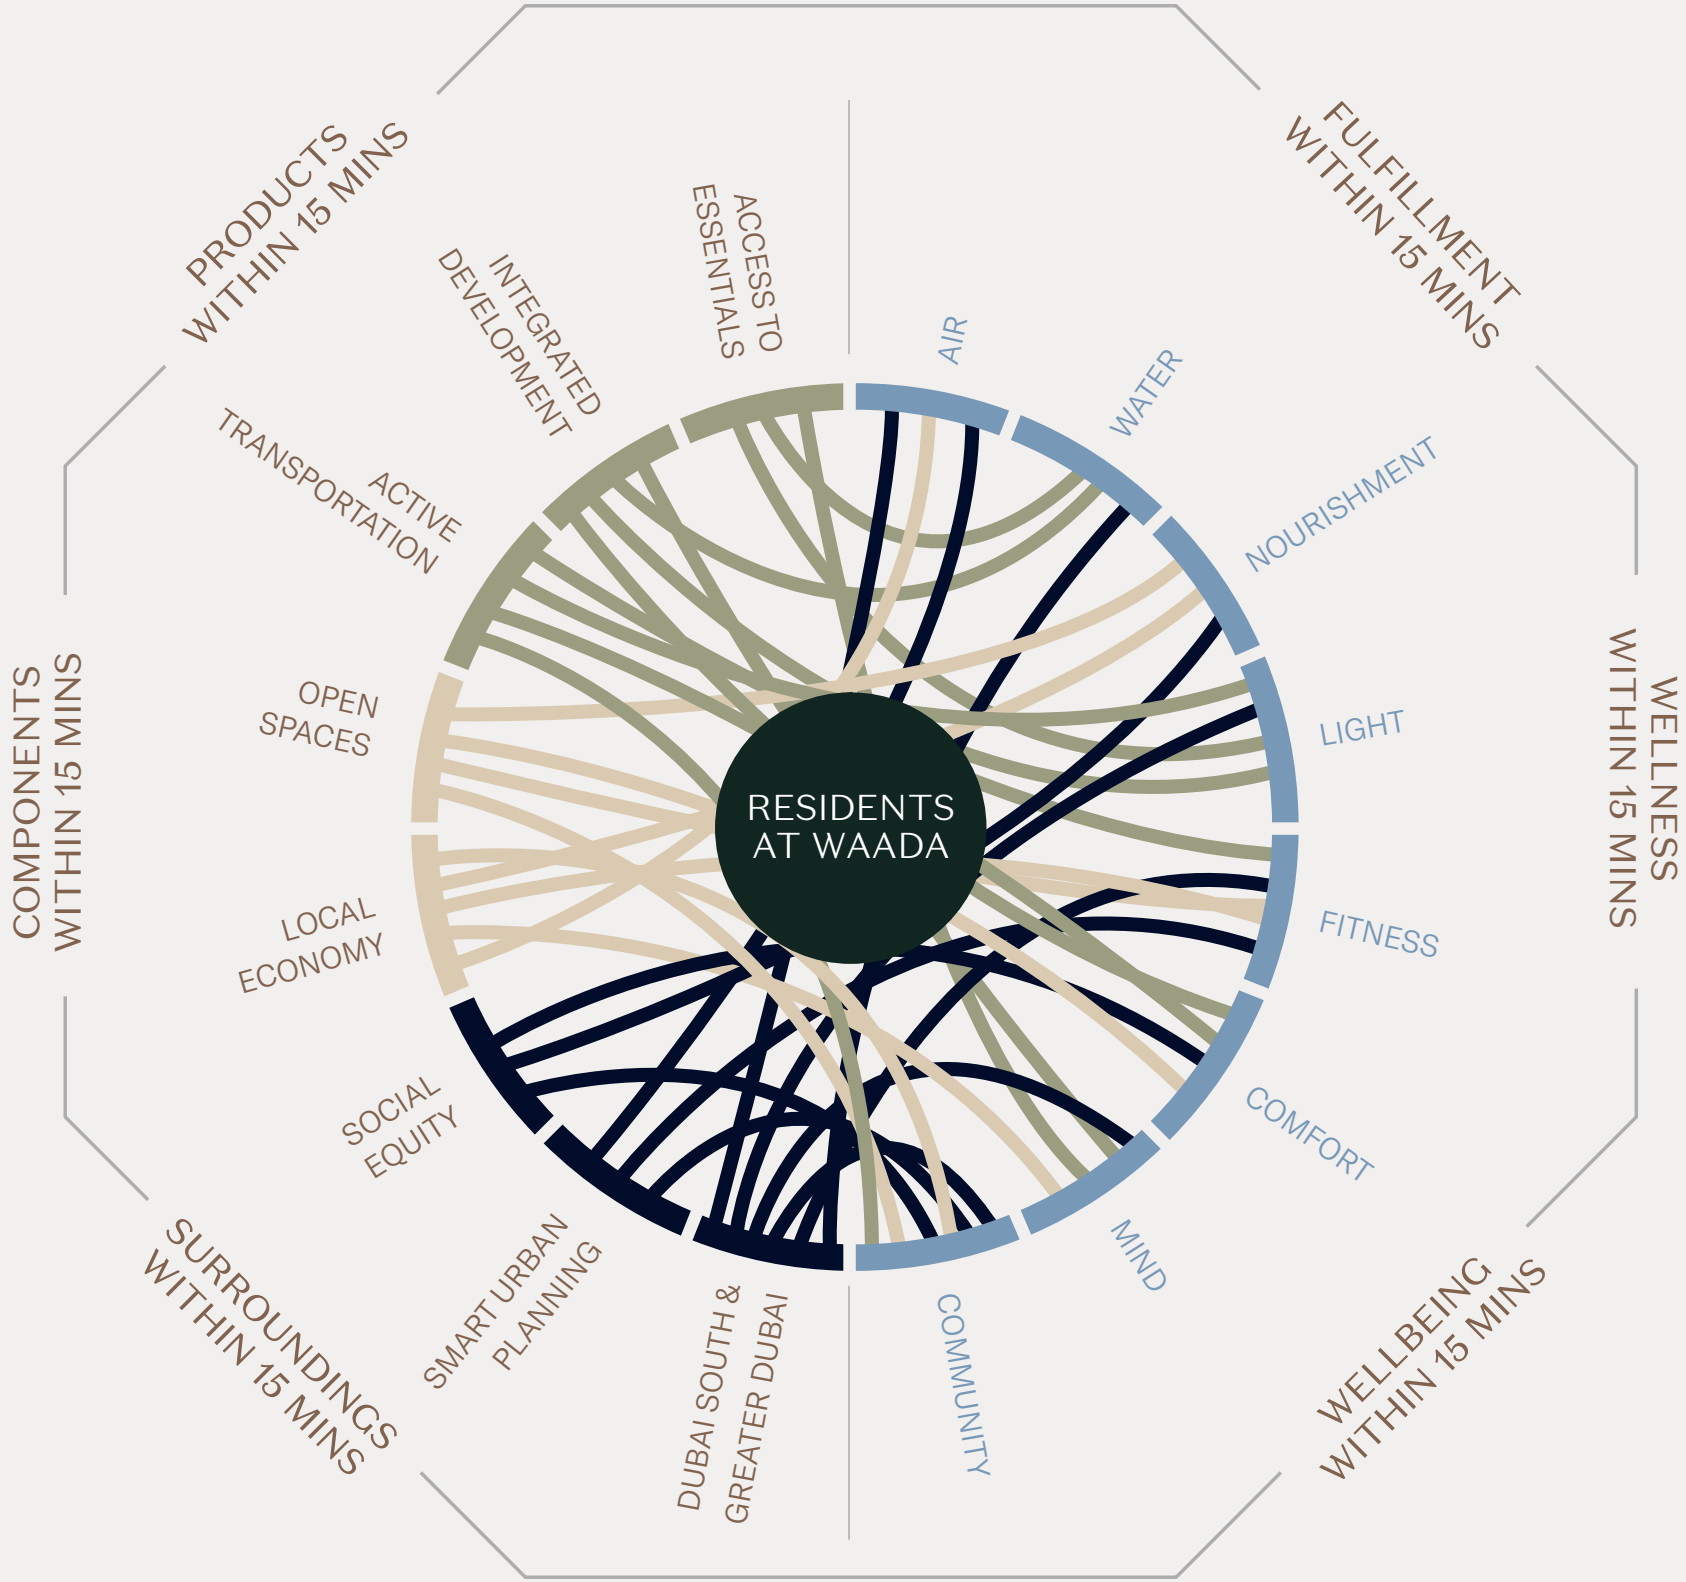 PRODUCTS
WITHIN 15 MINS
FULFILLMENT
WITHIN 15 MINS
ACCESS TO
ESSENTIALS
INTEGRATED
DEVELOPMENT
ACTIVE
TRANSPORTATION
OPEN
SPACES
LOCAL
ECONOMY
SOCIAL
EQUITY
SMART URBAN
PLANNING
DUBAI SOUTH &
GREATER DUBAI
AIR
WATER
NOURISHMENT
LIGHT
FITNESS
COMFORT
MIND
COMMUNITY
RESIDENTS
AT WAADA
COMPONENTS
WITHIN 15 MINS
WELLNESS
WITHIN 15 MINS
SURROUNDINGS
WITHIN 15 MINS
WELLBEING
WITHIN 15 MINS